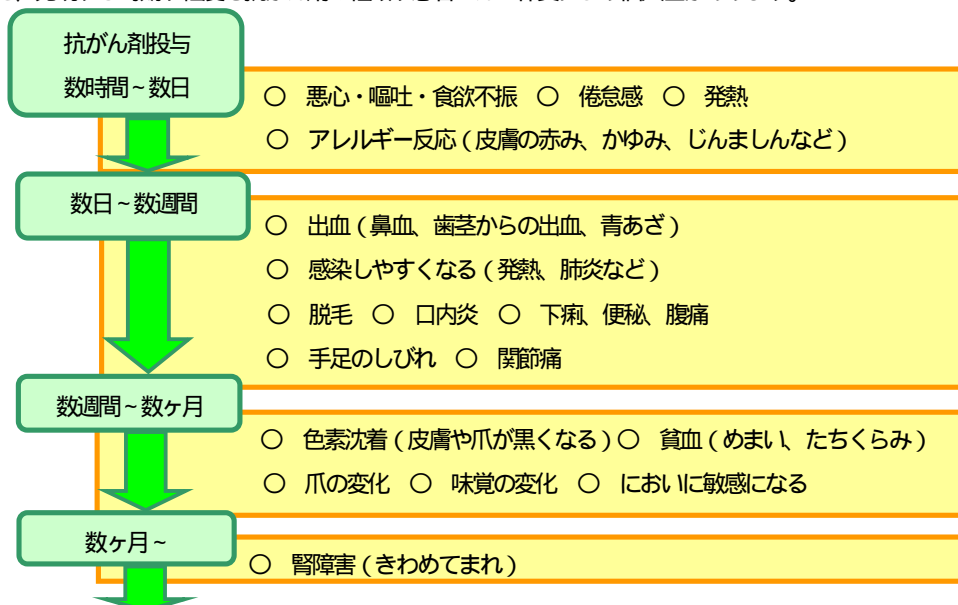 抗がん剤投与
数時間～数日
○ 悪心・嘔吐・食欲不振 ○ 倦怠感 ○ 発熱
○ アレルギー反応（皮膚の赤み、かゆみ、じんましんなど）
数日～数週間
○ 出血（鼻血、歯茎からの出血、青あざ）
○ 感染しやすくなる（発熱、肺炎など）
○ 脱毛 ○ 口内炎 ○ 下痢、便秘、腹痛
○ 手足のしびれ ○ 関節痛
数週間～数ヶ月
○ 色素沈着（皮膚や爪が黒くなる）○ 貧血（めまい、たちくらみ）
○ 爪の変化 ○ 味覚の変化 ○ においに敏感になる
数ヶ月～
○ 腎障害（きわめてまれ）